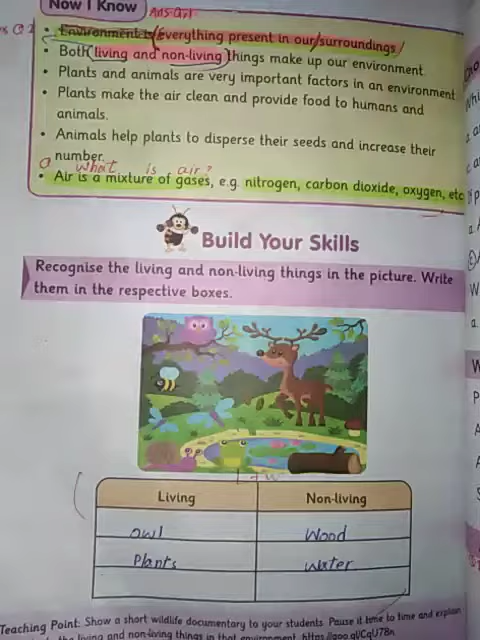 Now I Know
Ans Q1
Environment is everything present in our surroundings
• Both living and non-living things make up our environment.
• Plants and animals are very important factors in an environment
• Plants make the air clean and provide food to humans and
animals.
• Animals help plants to disperse their seeds and increase their
number.
what is air?
• Air is a mixture of gases, e.g. nitrogen, carbon dioxide, oxygen, etc
Build Your Skills
Recognise the living and non-living things in the picture. Write
them in the respective boxes.
Living Non-living
owl Wood
Plants Water
Teaching Point: Show a short wildlife documentary to your students. Pause it time to time and explain
the living and non-living things in that environment.